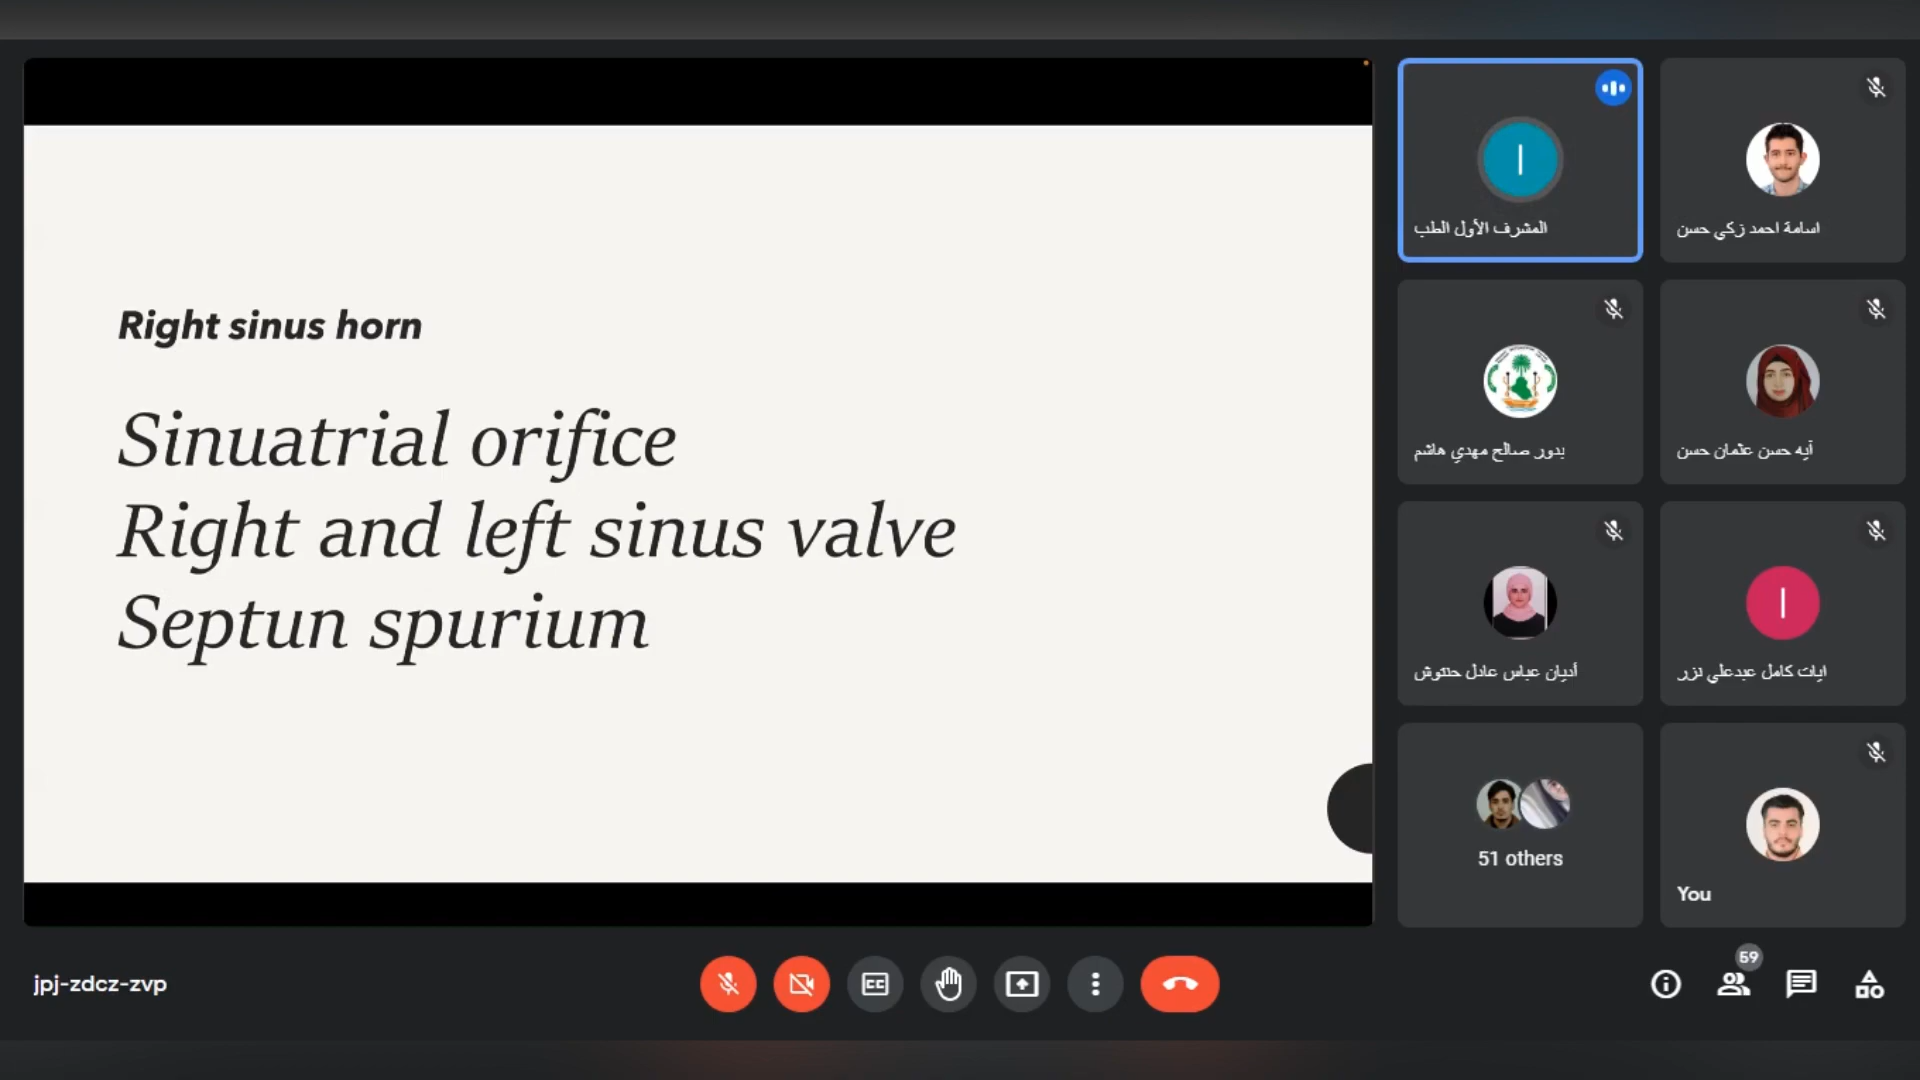 Right sinus horn
Sinuatrial orifice
Right and left sinus valve
Septun spurium
المشرف الأول الطب
اسامة احمد زكي حسن
بدور صالح مهدي هاشم
آيه حسن عثمان حسن
أديان عباس عادل حنتوش
ايات كامل عبدعلي نزر
51 others
You
jpj-zdcz-zvp
CC
59